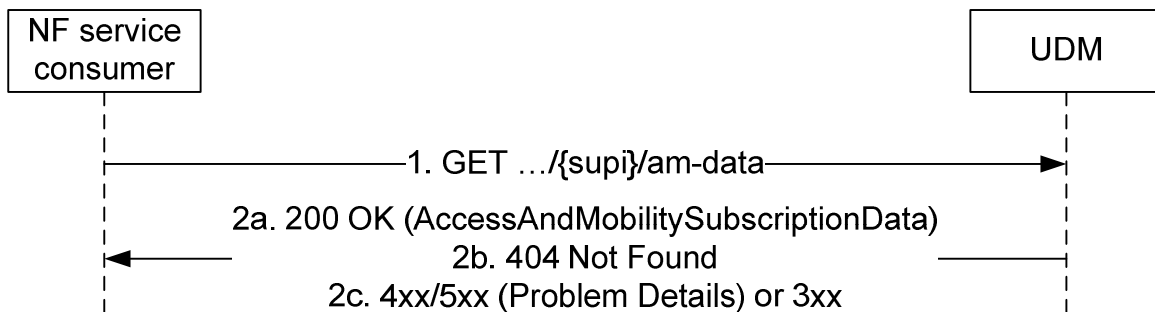 NF service
consumer
UDM
1. GET …/{supi}/am-data
2a. 200 OK (AccessAndMobilitySubscriptionData)
2b. 404 Not Found
2c. 4xx/5xx (Problem Details) or 3xx